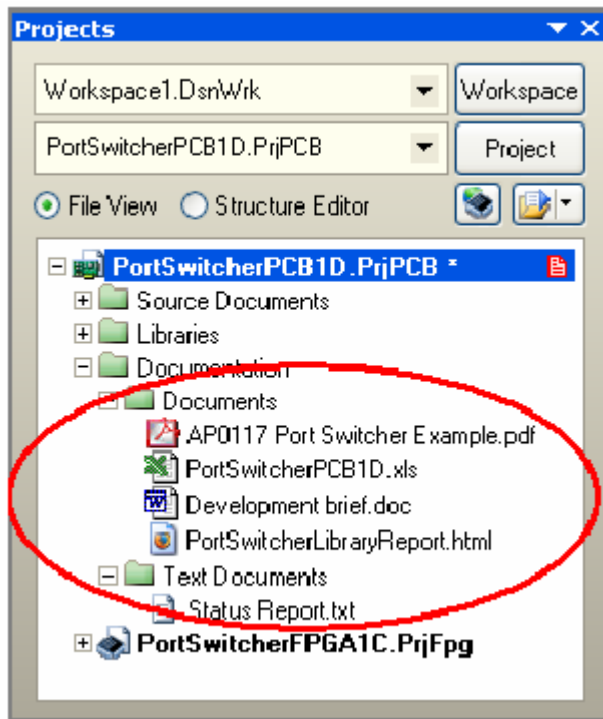 Projects
Workspace1.DsnWrk Workspace
PortSwitcherPCB1D.PrjPCB Project
File View Structure Editor
PortSwitcherPCB1D.PrjPCB *
Source Documents
Libraries
Documentation
Documents
AP0117 Port Switcher Example.pdf
PortSwitcherPCB1D.xls
Development brief.doc
PortSwitcherLibraryReport.html
Text Documents
Status Report.txt
PortSwitcherFPGA1C.PrjFpg